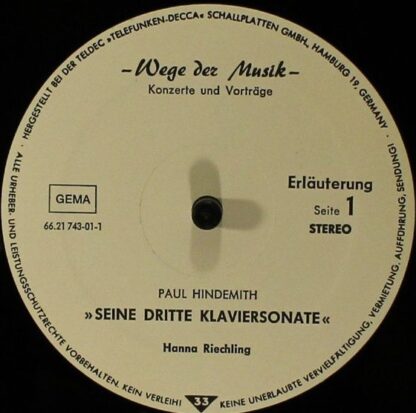 HERGESTELLT BEI DER TELDEC »TELEFUNKEN-DECCA« SCHALLPLATTEN GMBH, HAMBURG 19, GERMANY ·
– Wege der Musik –
Konzerte und Vorträge
GEMA
66.21 743-01-1
Erläuterung
Seite 1
STEREO
PAUL HINDEMITH
»SEINE DRITTE KLAVIERSONATE«
Hanna Riechling
· ALLE URHEBER- UND LEISTUNGSSCHUTZRECHTE VORBEHALTEN. KEIN VERLEIH! KEINE UNERLAUBTE VERVIELFÄLTIGUNG, VERMIETUNG, AUFFÜHRUNG, SENDUNG!
33